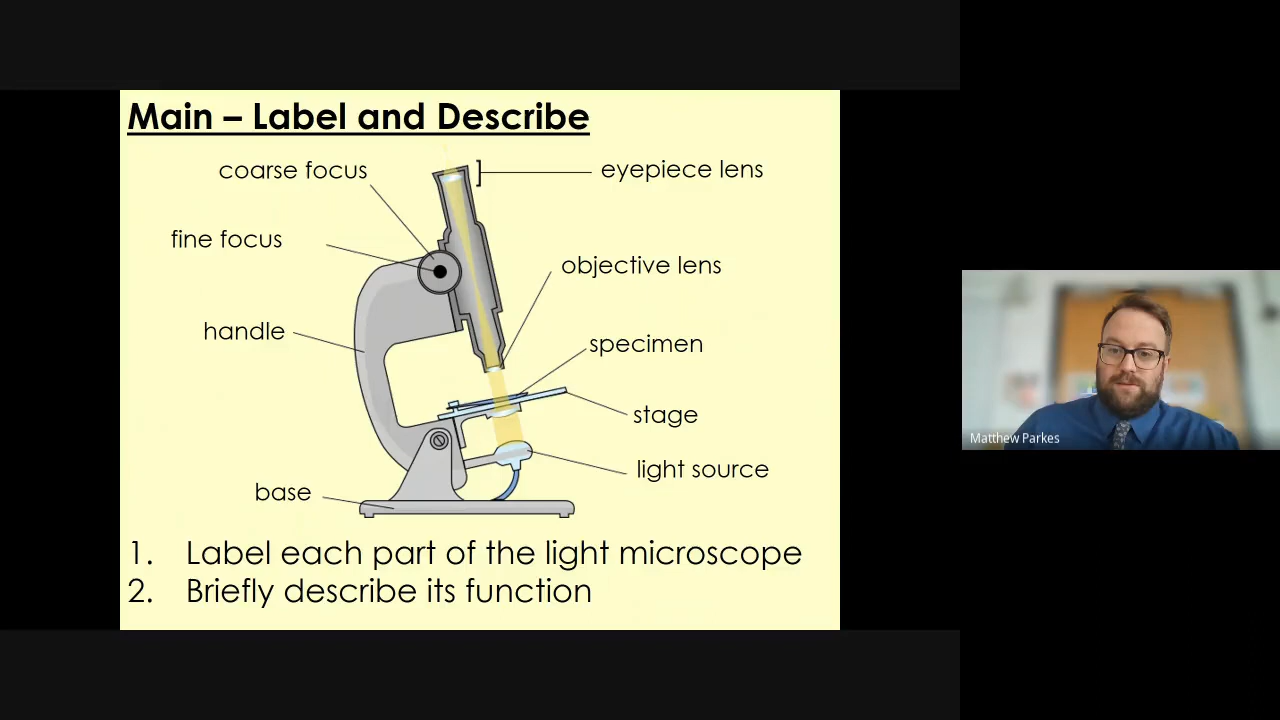 Main – Label and Describe
coarse focus
eyepiece lens
fine focus
objective lens
handle
specimen
stage
light source
base
1. Label each part of the light microscope
2. Briefly describe its function
Matthew Parkes